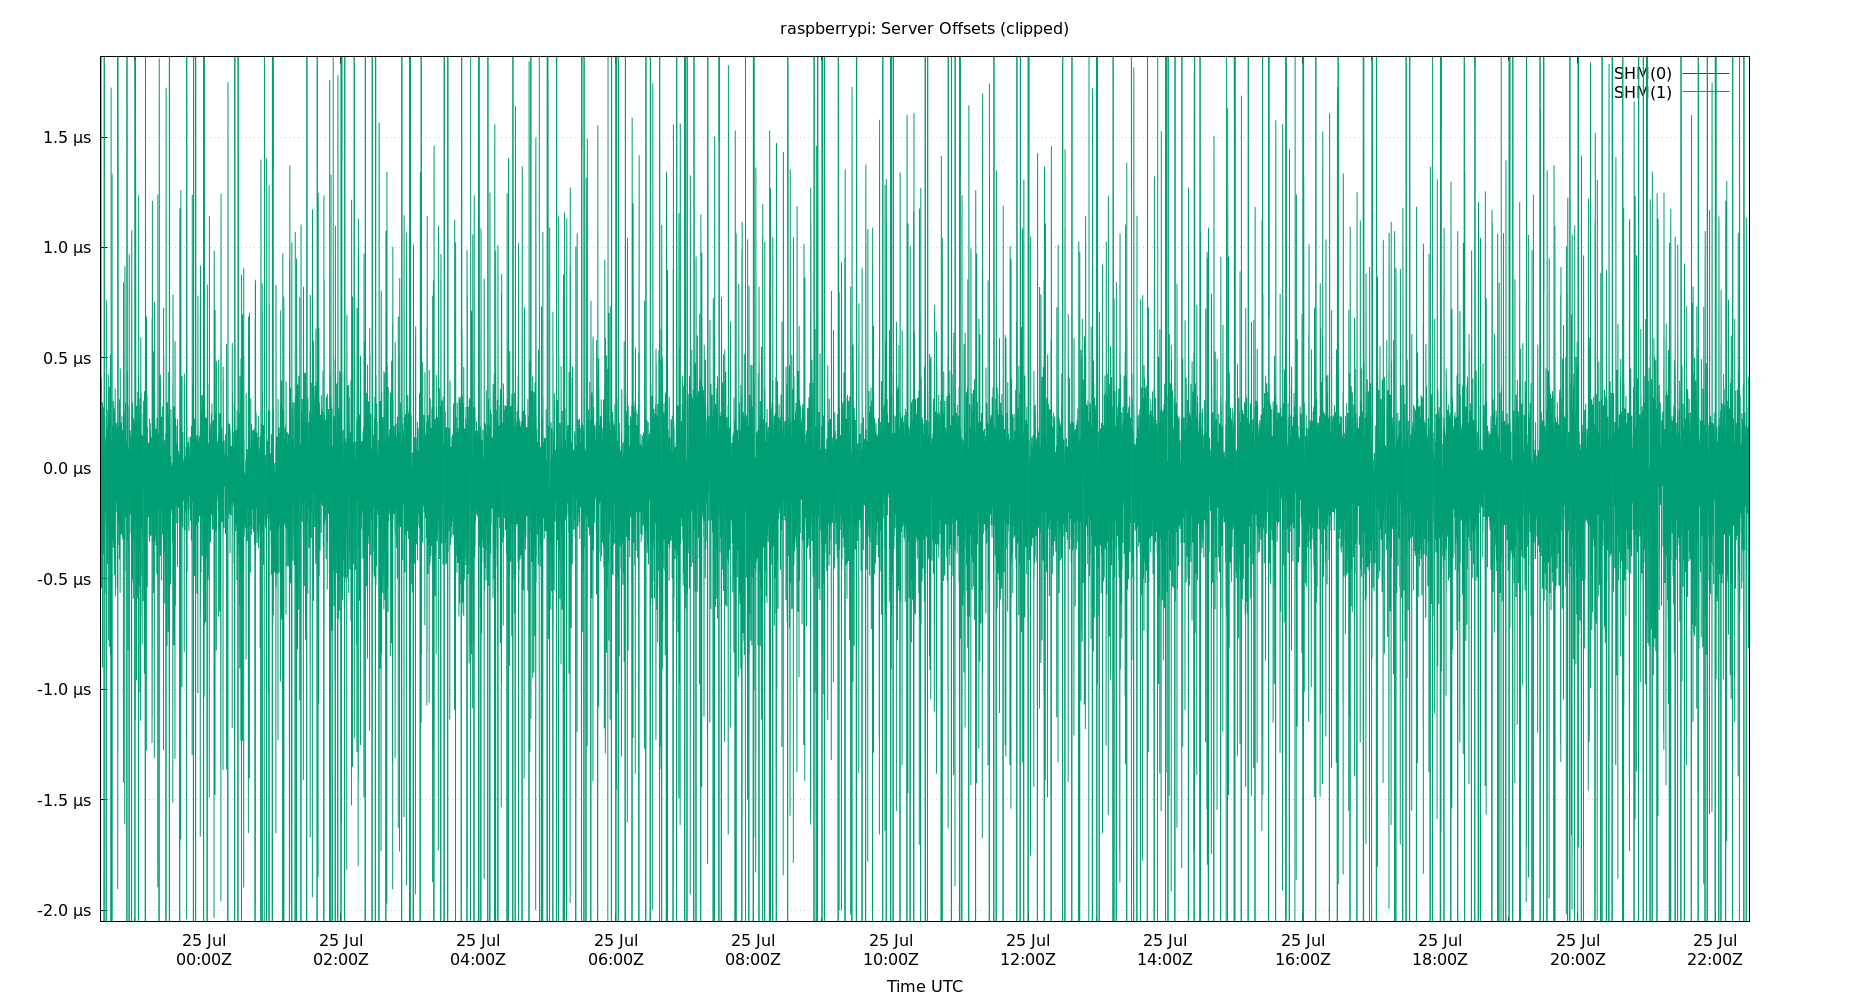 raspberrypi: Server Offsets (clipped)
SHM(0)
SHM(1)
1.5 µs
1.0 µs
0.5 µs
0.0 µs
-0.5 µs
-1.0 µs
-1.5 µs
-2.0 µs
25 Jul 25 Jul 25 Jul 25 Jul 25 Jul 25 Jul 25 Jul 25 Jul 25 Jul 25 Jul 25 Jul 25 Jul
00:00Z 02:00Z 04:00Z 06:00Z 08:00Z 10:00Z 12:00Z 14:00Z 16:00Z 18:00Z 20:00Z 22:00Z
Time UTC